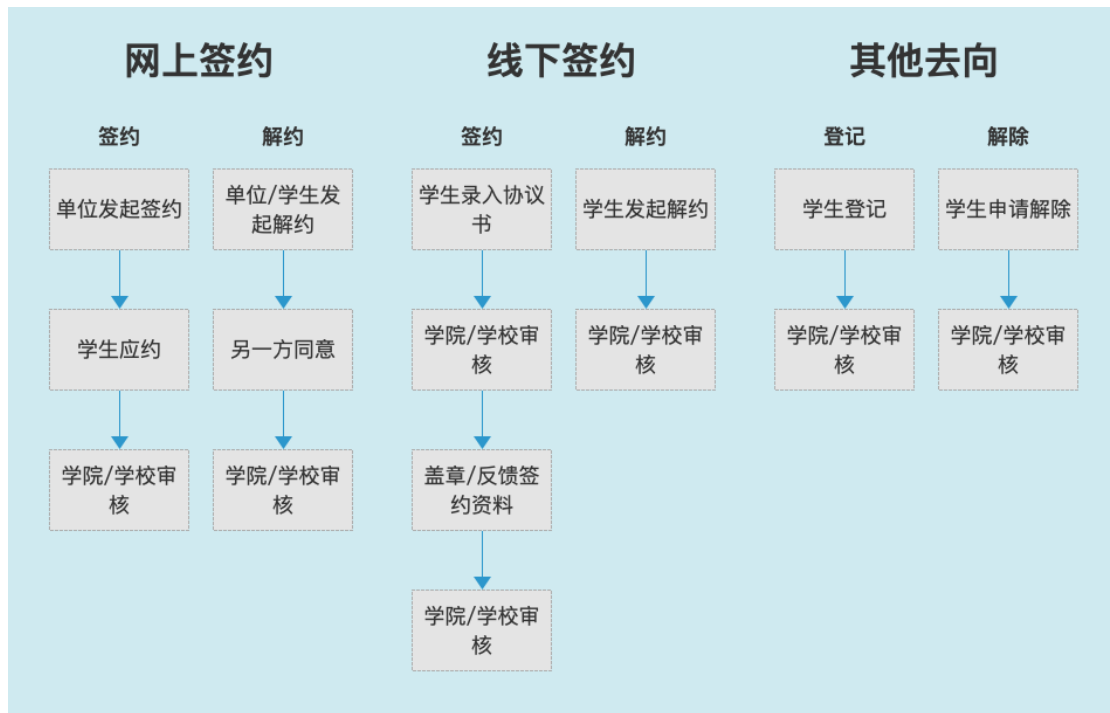 网上签约
签约
单位发起签约
学生应约
学院/学校审
核
解约
单位/学生发
起解约
另一方同意
学院/学校审
核
线下签约
签约
学生录入协议
书
学院/学校审
核
盖章/反馈签
约资料
学院/学校审
核
解约
学生发起解约
学院/学校审
核
其他去向
登记
学生登记
学院/学校审
核
解除
学生申请解除
学院/学校审
核